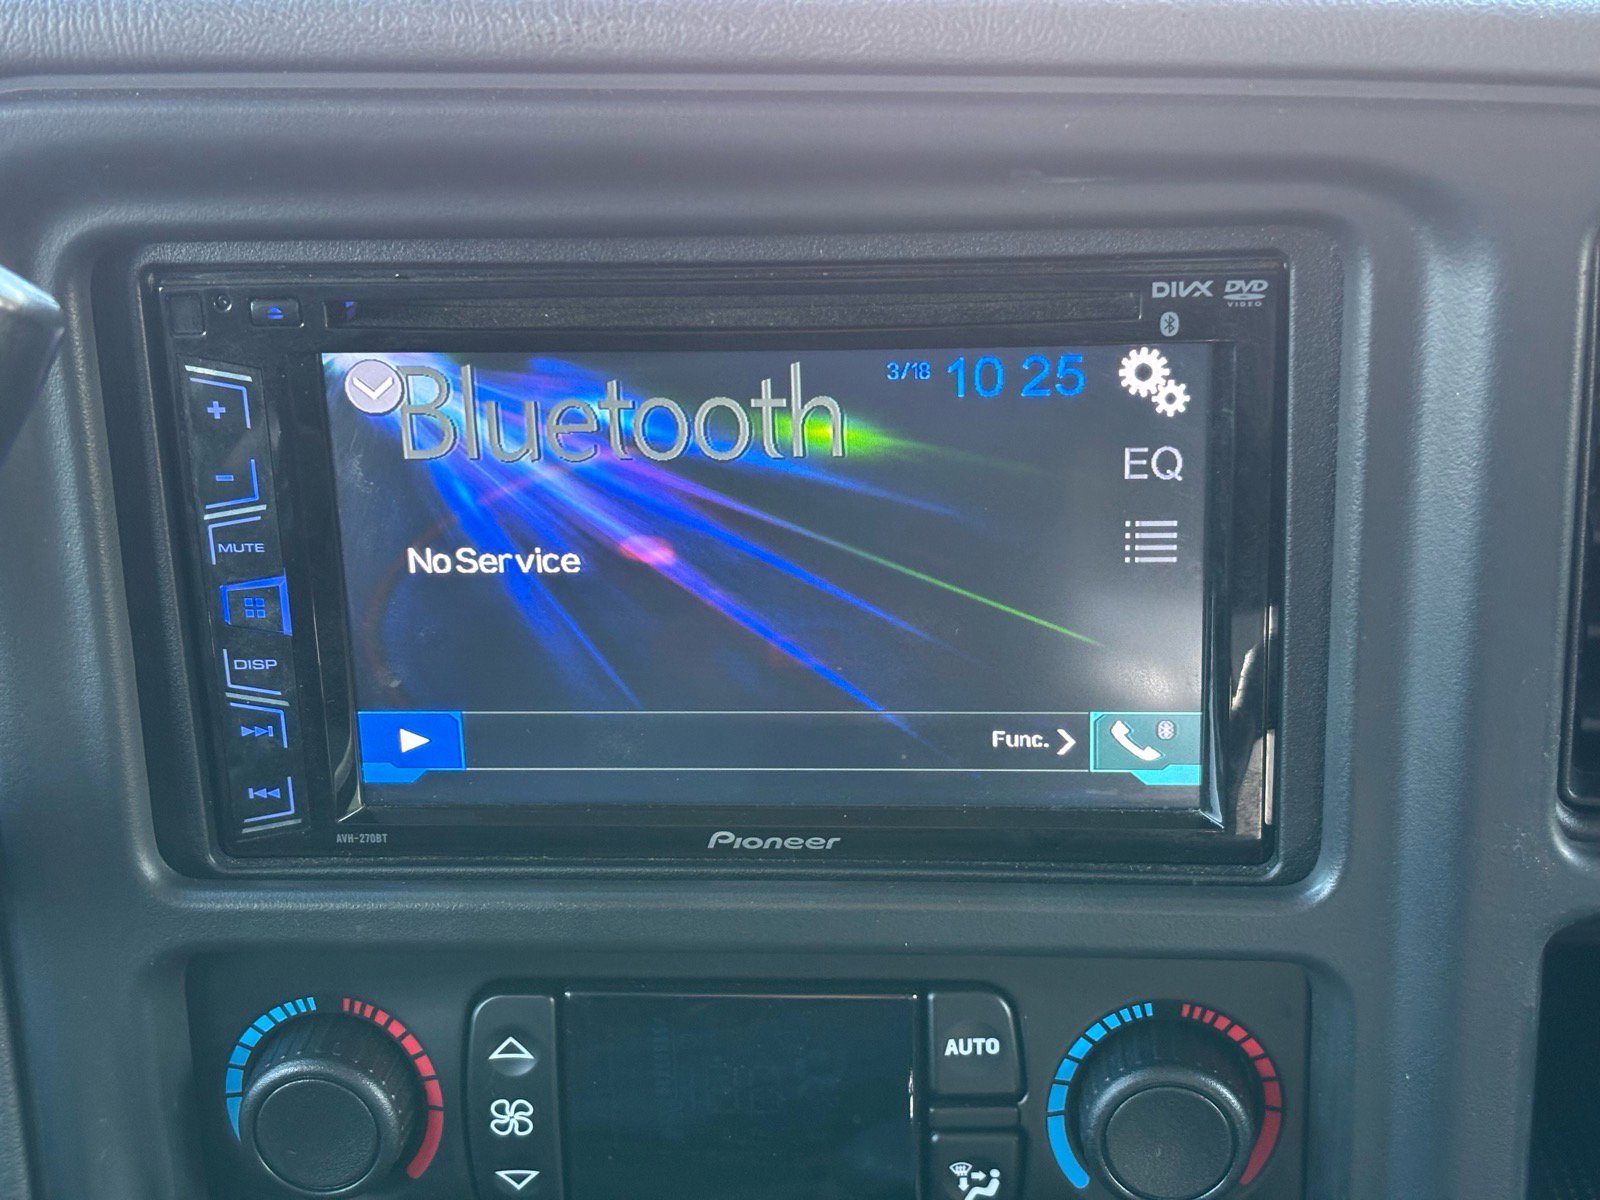 DIVX DVD
VIDEO
Bluetooth
3/18 10 25
EQ
+
-
MUTE
No Service
DISP
Func.
AVH-270BT
Pioneer
AUTO